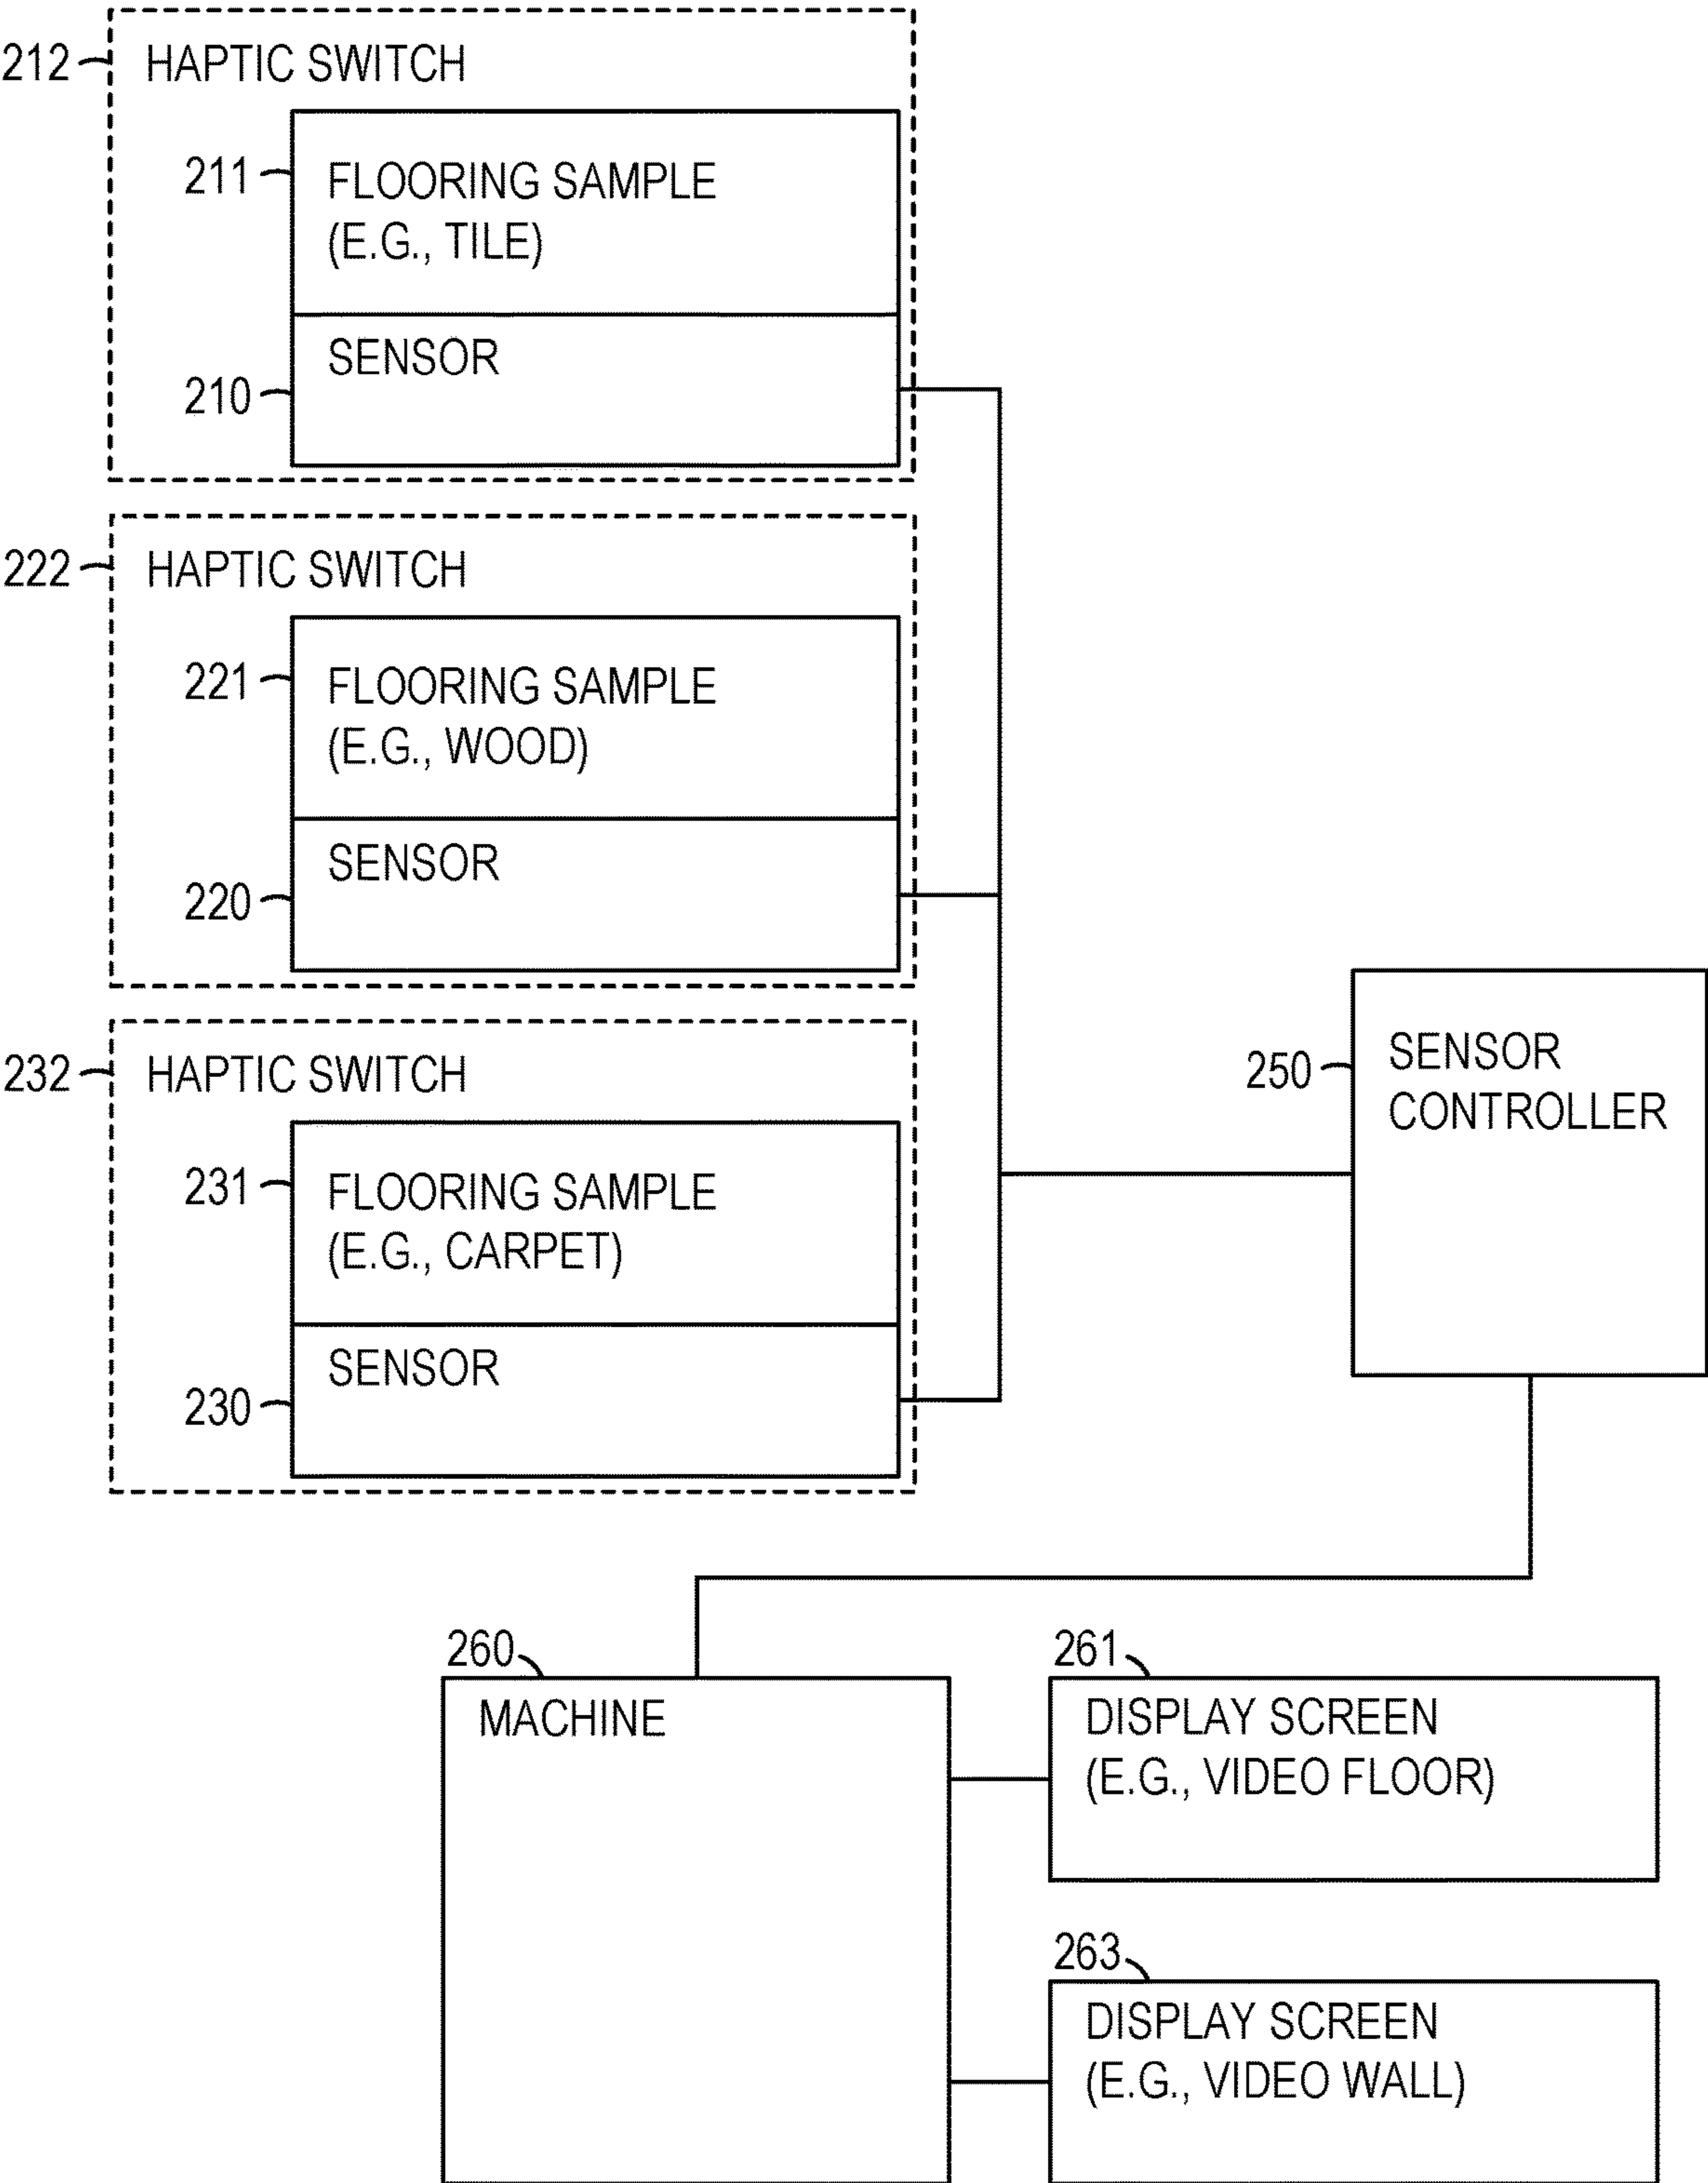 212 HAPTIC SWITCH
211 FLOORING SAMPLE
(E.G., TILE)
SENSOR
210
222 HAPTIC SWITCH
221 FLOORING SAMPLE
(E.G., WOOD)
SENSOR
220
232 HAPTIC SWITCH
231 FLOORING SAMPLE
(E.G., CARPET)
SENSOR
230
250 SENSOR
CONTROLLER
260
MACHINE
261
DISPLAY SCREEN
(E.G., VIDEO FLOOR)
263
DISPLAY SCREEN
(E.G., VIDEO WALL)